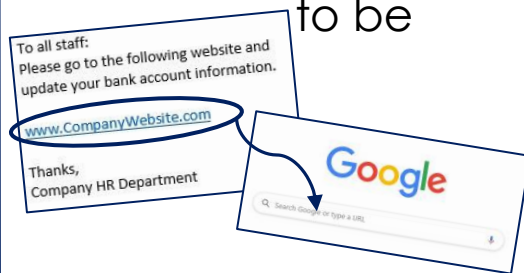 to be
To all staff:
Please go to the following website and
update your bank account information.
www.CompanyWebsite.com
Thanks,
Company HR Department
Google
Search Google or type a URL